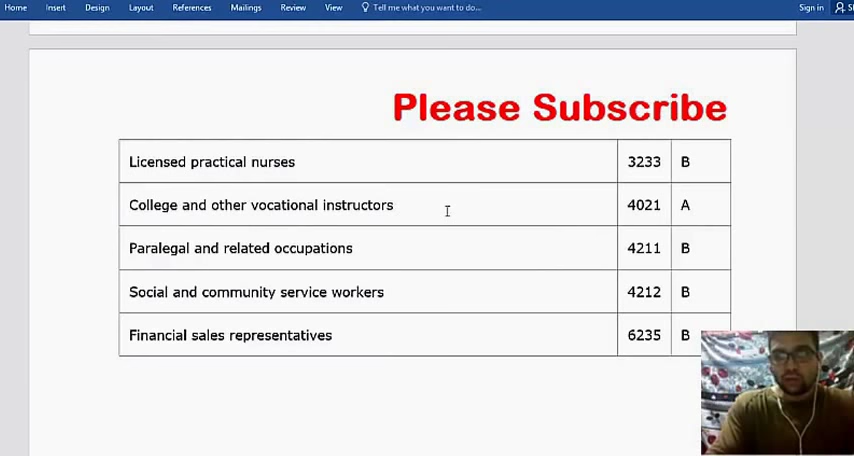 Home Insert Design Layout References Mailings Review View Tell me what you want to do... Sign in
Please Subscribe
Licensed practical nurses 3233 B
College and other vocational instructors 4021 A
Paralegal and related occupations 4211 B
Social and community service workers 4212 B
Financial sales representatives 6235 B